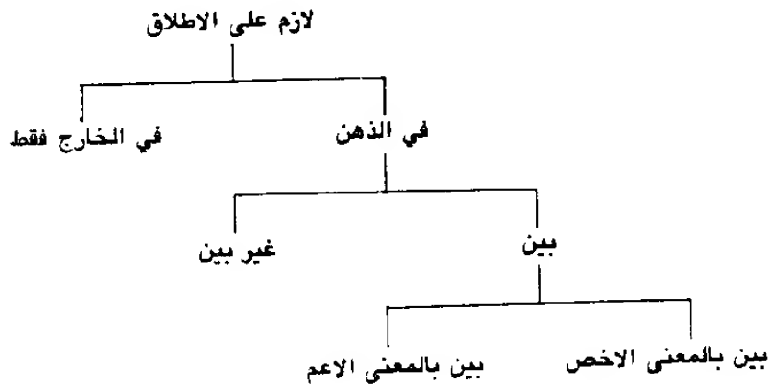 لازم على الاطلاق
في الذهن
في الخارج فقط
بين
غير بين
بين بالمعنى الاخص
بين بالمعنى الاعم